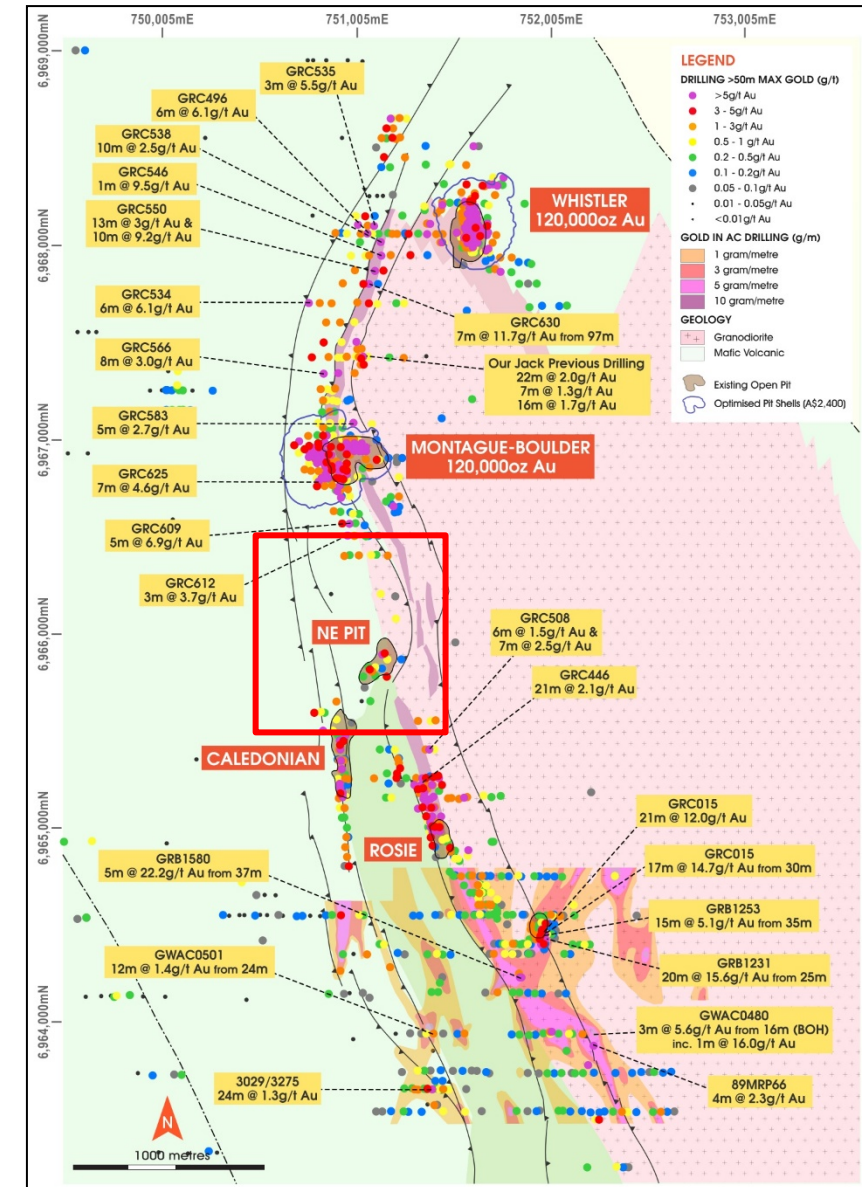 750,005mE
751,005mE
752,005mE
753,005mE
6,969,000mN
6,968,000mN
6,967,000mN
6,966,000mN
6,965,000mN
6,964,000mN
GRC535
3m @ 5.5g/t Au
GRC496
6m @ 6.1g/t Au
GRC538
10m @ 2.5g/t Au
GRC546
1m @ 9.5g/t Au
GRC550
13m @ 3g/t Au &
10m @ 9.2g/t Au
GRC534
6m @ 6.1g/t Au
GRC566
8m @ 3.0g/t Au
GRC583
5m @ 2.7g/t Au
GRC625
7m @ 4.6g/t Au
GRC609
5m @ 6.9g/t Au
GRC612
3m @ 3.7g/t Au
WHISTLER
120,000oz Au
GRC630
7m @ 11.7g/t Au from 97m
Our Jack Previous Drilling
22m @ 2.0g/t Au
7m @ 1.3g/t Au
16m @ 1.7g/t Au
MONTAGUE-BOULDER
120,000oz Au
NE PIT
GRC508
6m @ 1.5g/t Au &
7m @ 2.5g/t Au
GRC446
21m @ 2.1g/t Au
CALEDONIAN
ROSIE
GRC015
21m @ 12.0g/t Au
GRC015
17m @ 14.7g/t Au from 30m
GRB1253
15m @ 5.1g/t Au from 35m
GRB1231
20m @ 15.6g/t Au from 25m
GWAC0480
3m @ 5.6g/t Au from 16m (BOH)
inc. 1m @ 16.0g/t Au
89MRP66
4m @ 2.3g/t Au
GRB1580
5m @ 22.2g/t Au from 37m
GWAC0501
12m @ 1.4g/t Au from 24m
3029/3275
24m @ 1.3g/t Au
N
1000 metres
LEGEND
DRILLING >50m MAX GOLD (g/t)
>5g/t Au
3 - 5g/t Au
1 - 3g/t Au
0.5 - 1 g/t Au
0.2 - 0.5g/t Au
0.1 - 0.2g/t Au
0.05 - 0.1g/t Au
0.01 - 0.05g/t Au
<0.01g/t Au
GOLD IN AC DRILLING (g/m)
1 gram/metre
3 gram/metre
5 gram/metre
10 gram/metre
GEOLOGY
Granodiorite
Mafic Volcanic
Existing Open Pit
Optimised Pit Shells (A$2,400)